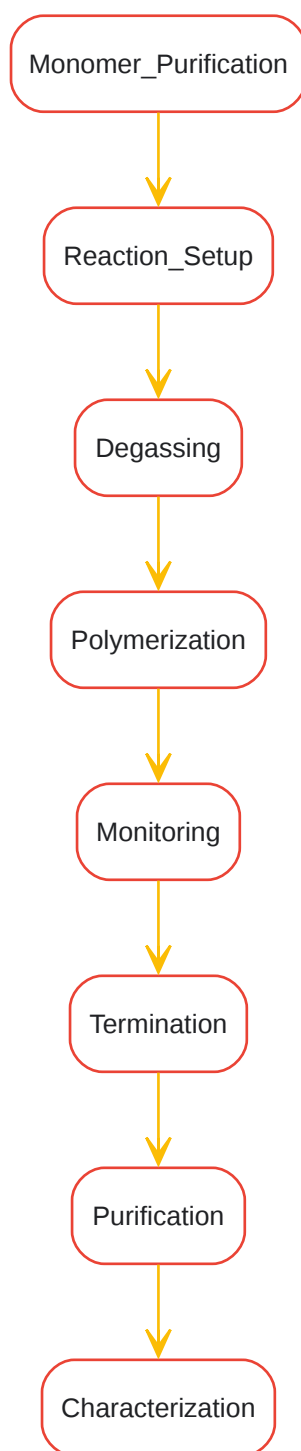 Monomer_Purification
Reaction_Setup
Degassing
Polymerization
Monitoring
Termination
Purification
Characterization